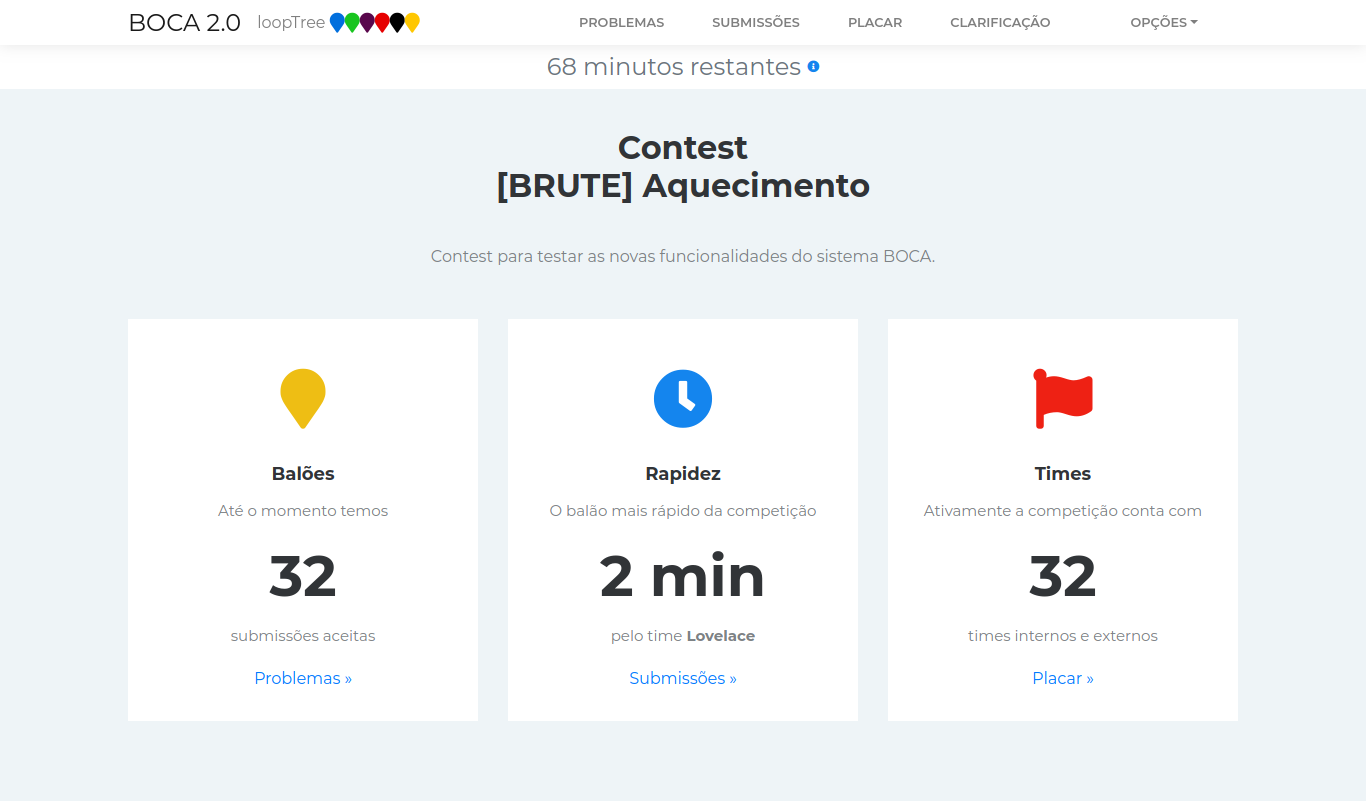 BOCA 2.0 loopTree PROBLEMAS SUBMISSÕES PLACAR CLARIFICAÇÃO OPÇÕES
68 minutos restantes
Contest
[BRUTE] Aquecimento
Contest para testar as novas funcionalidades do sistema BOCA.
Balões
Até o momento temos
32
submissões aceitas
Problemas »
Rapidez
O balão mais rápido da competição
2 min
pelo time Lovelace
Submissões »
Times
Ativamente a competição conta com
32
times internos e externos
Placar »